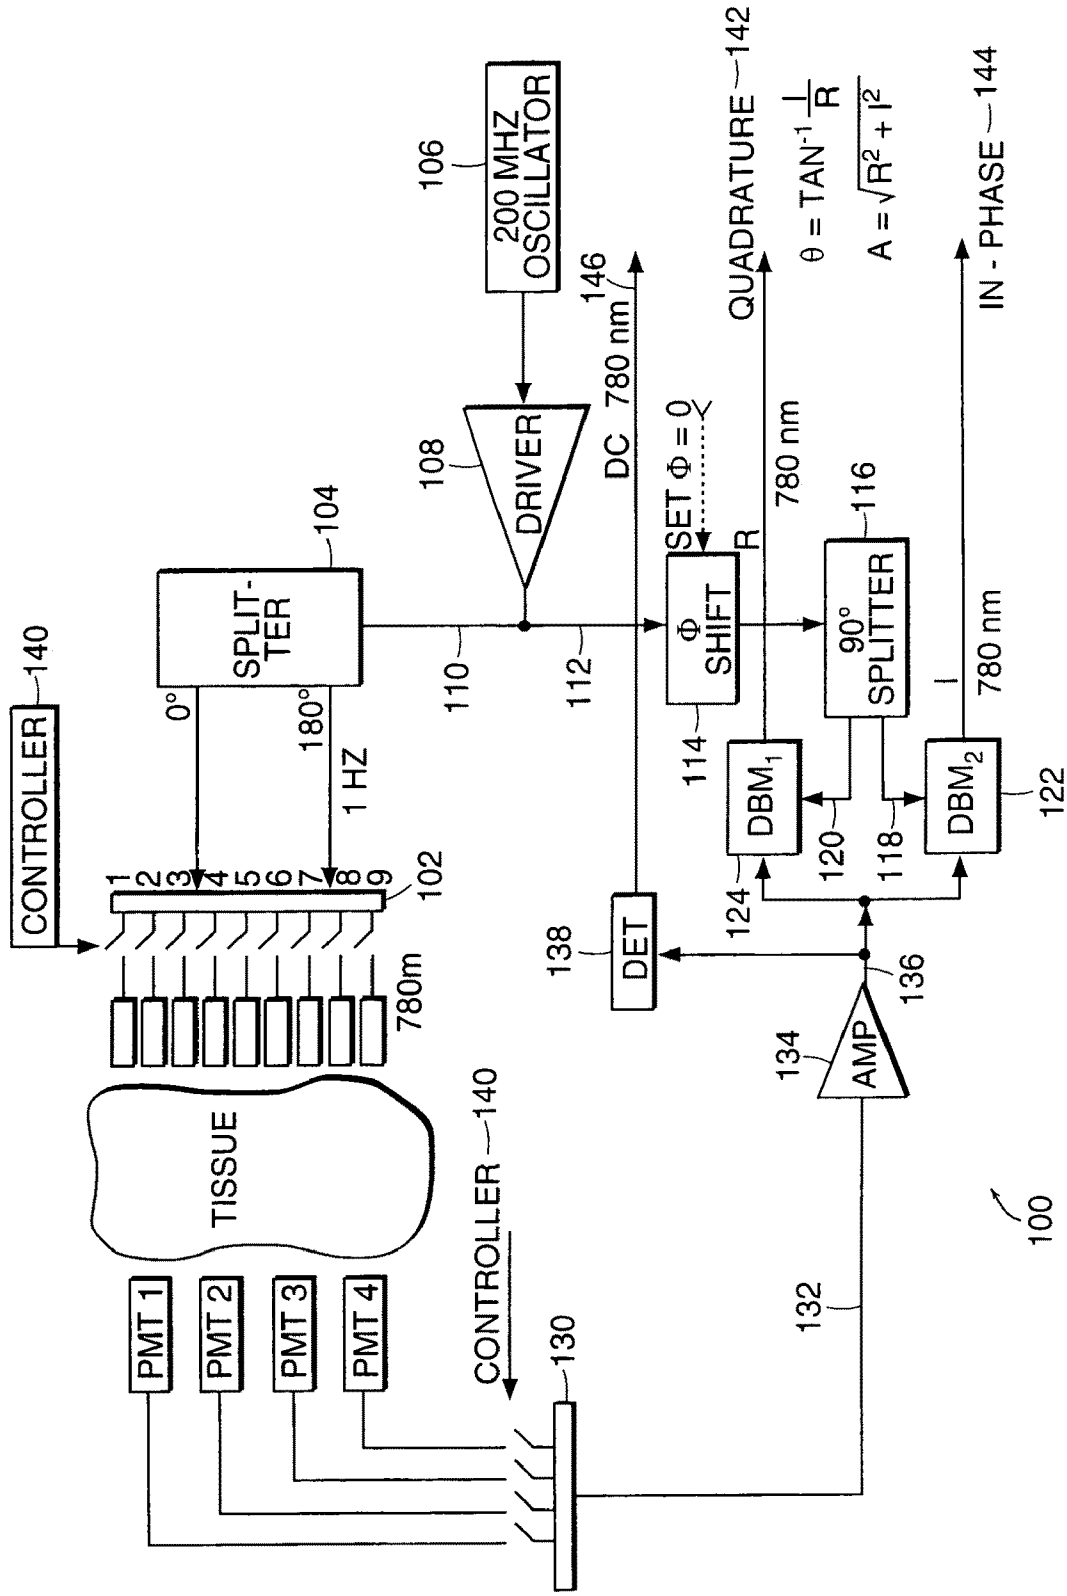 CONTROLLER
140
1
2
3
4
5
6
7
8
9
102
780m
0°
180°
1 HZ
SPLIT-
TER
104
110
112
DRIVER
108
200 MHZ
OSCILLATOR
106
TISSUE
PMT 1
PMT 2
PMT 3
PMT 4
CONTROLLER
140
130
132
134
AMP
136
138
DET
DC 780 nm
146
114
Φ
SHIFT
SET Φ = 0
R
780 nm
QUADRATURE
142
124
DBM1
120
118
90°
SPLITTER
116
DBM2
122
I
780 nm
IN - PHASE
144
θ = TAN⁻¹ I/R
A = √R² + I²
100